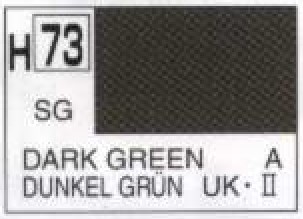 H 73
SG
DARK GREEN A
DUNKEL GRÜN UK・II